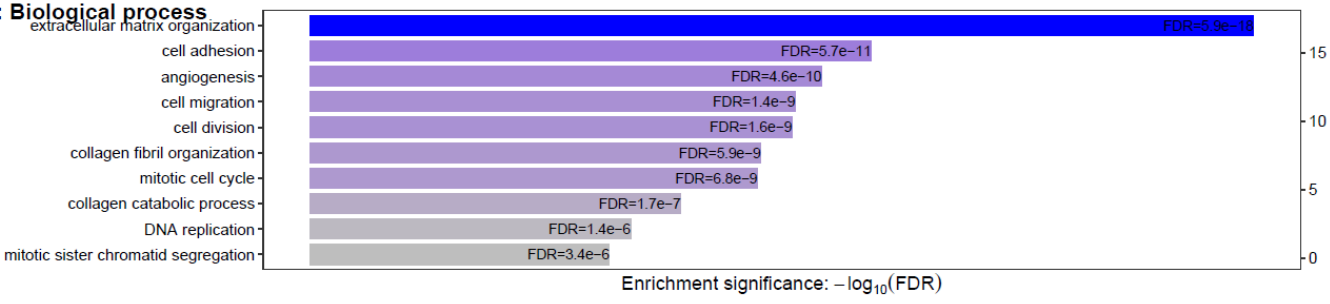 : Biological process
extracellular matrix organization FDR=5.9e−18
cell adhesion FDR=5.7e−11 15
angiogenesis FDR=4.6e−10
cell migration FDR=1.4e−9
cell division FDR=1.6e−9 10
collagen fibril organization FDR=5.9e−9
mitotic cell cycle FDR=6.8e−9 5
collagen catabolic process FDR=1.7e−7
DNA replication FDR=1.4e−6
mitotic sister chromatid segregation FDR=3.4e−6 0
Enrichment significance: −log₁₀(FDR)